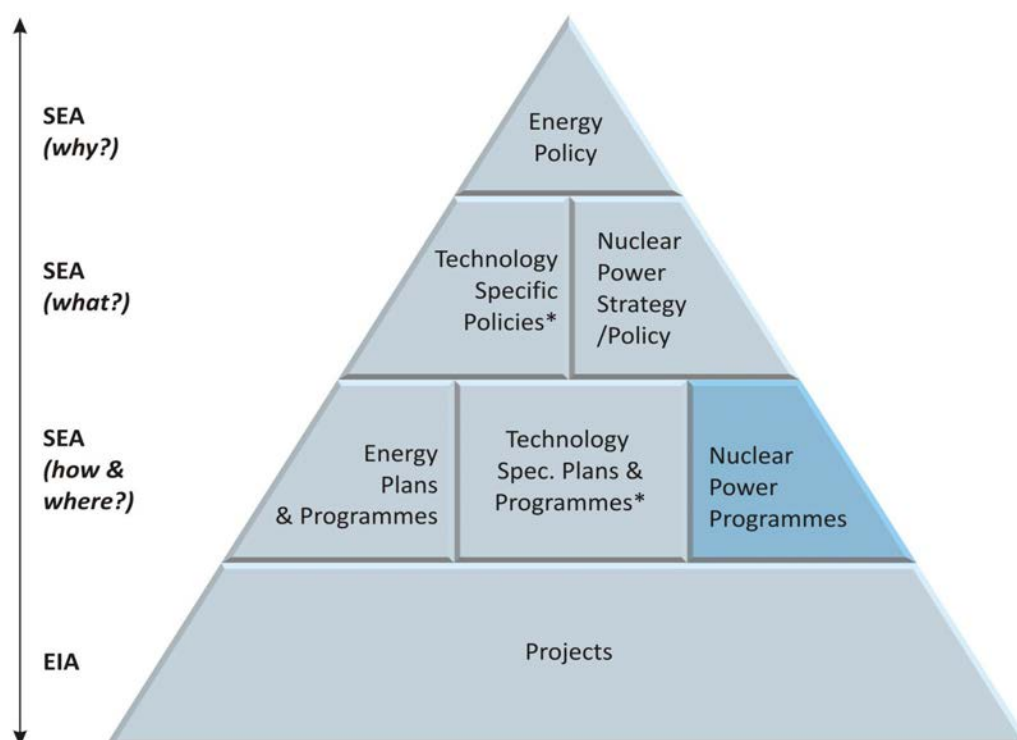 SEA
(why?)
Energy
Policy
SEA
(what?)
Technology
Specific
Policies*
Nuclear
Power
Strategy
/Policy
SEA
(how &
where?)
Energy
Plans
& Programmes
Technology
Spec. Plans &
Programmes*
Nuclear
Power
Programmes
EIA
Projects